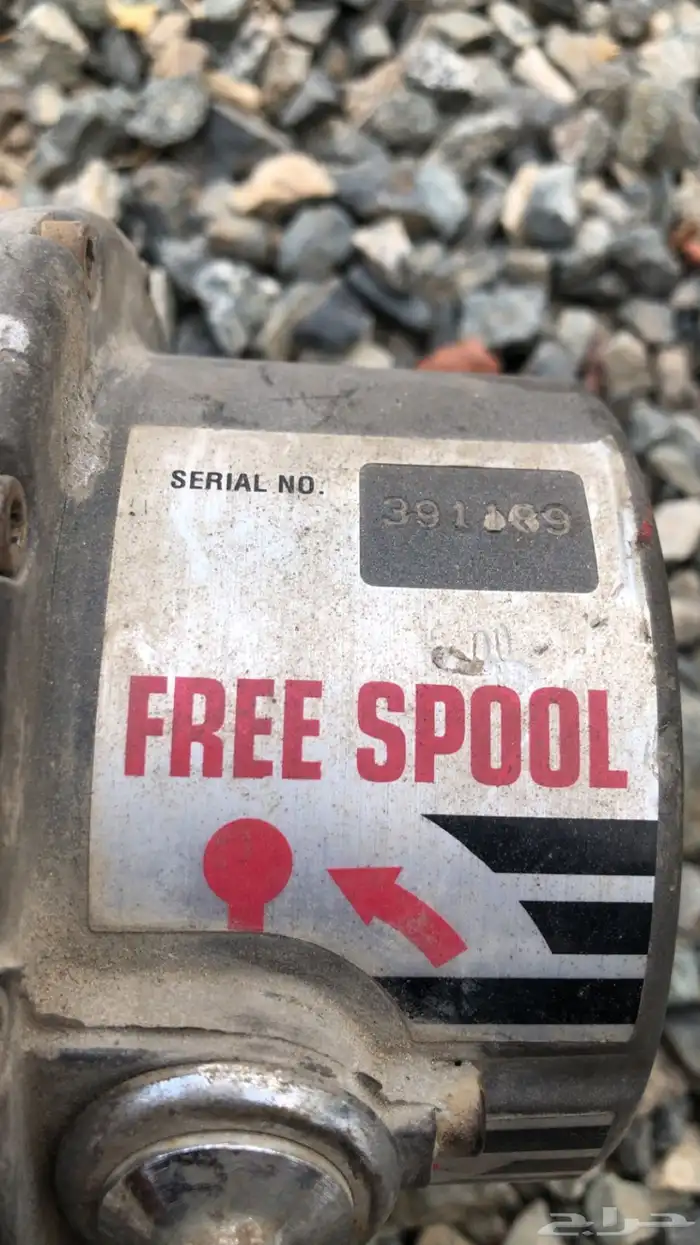 SERIAL NO.
FREE SPOOL
حراج